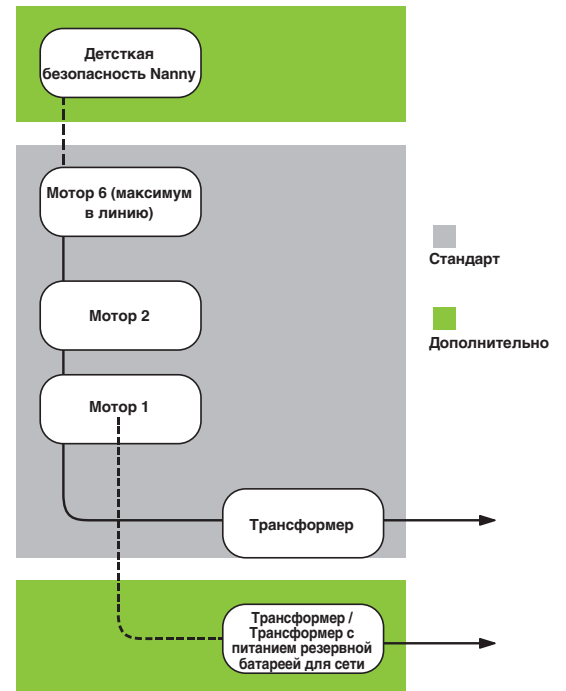 Детсткая
безопасность Nanny
Мотор 6 (максимум
в линию)
Стандарт
Мотор 2
Дополнительно
Мотор 1
Трансформер
Трансформер /
Трансформер с
питанием резервной
батареей для сети